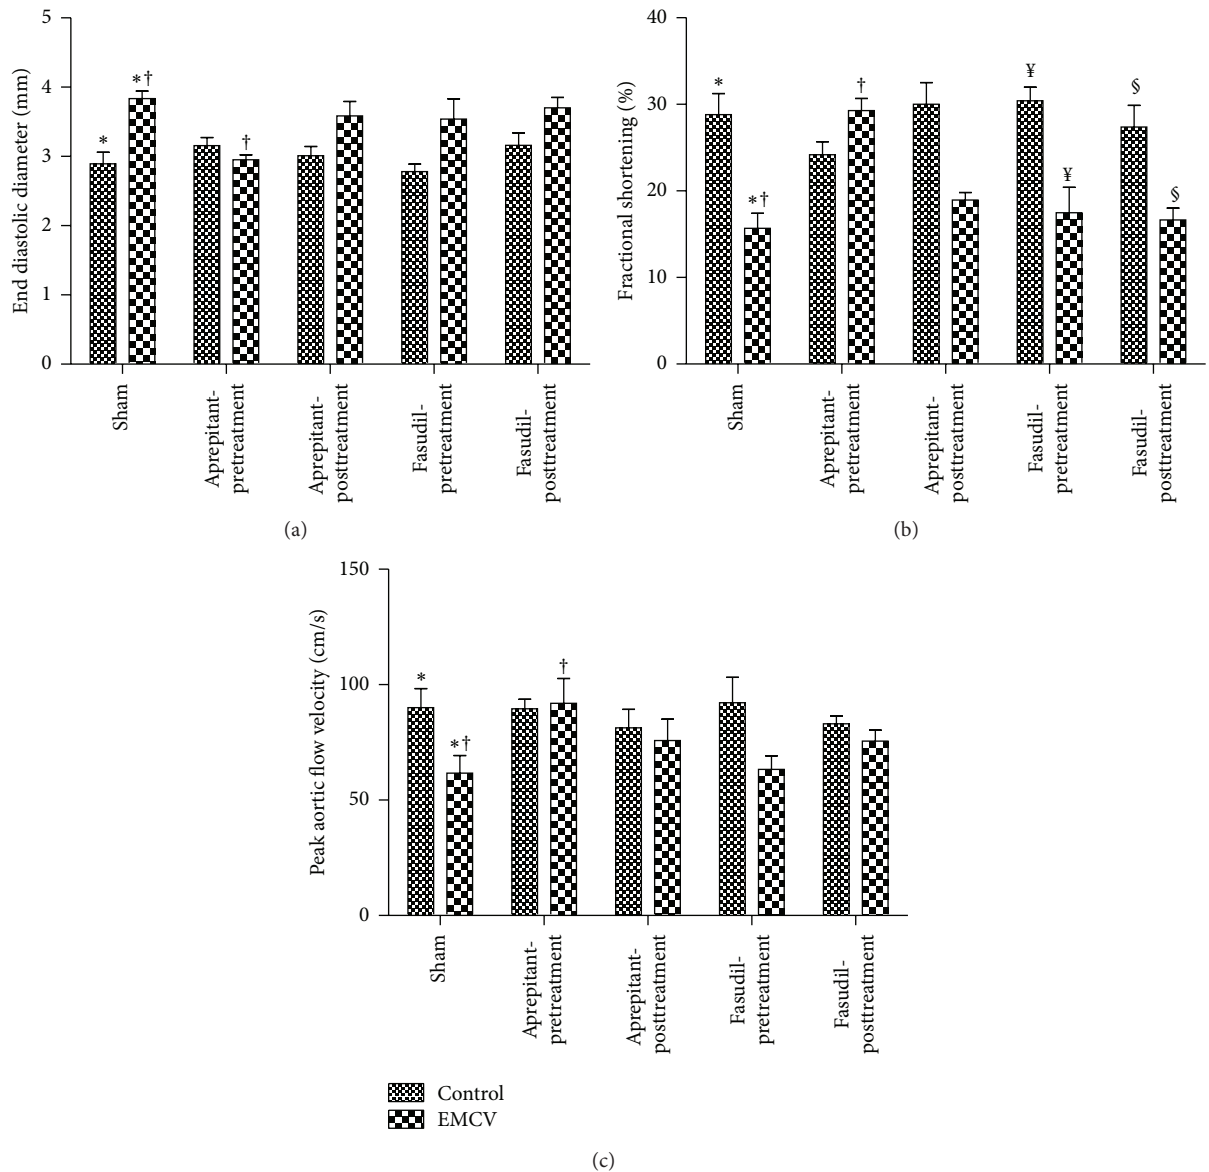 End diastolic diameter (mm)
5
4
3
2
1
0
*
*†
†
Sham
Aprepitant-
pretreatment
Aprepitant-
posttreatment
Fasudil-
pretreatment
Fasudil-
posttreatment
(a)
Fractional shortening (%)
40
30
20
10
0
*
*†
†
¥
¥
§
§
Sham
Aprepitant-
pretreatment
Aprepitant-
posttreatment
Fasudil-
pretreatment
Fasudil-
posttreatment
(b)
Peak aortic flow velocity (cm/s)
150
100
50
0
*
*†
†
Sham
Aprepitant-
pretreatment
Aprepitant-
posttreatment
Fasudil-
pretreatment
Fasudil-
posttreatment
Control
EMCV
(c)